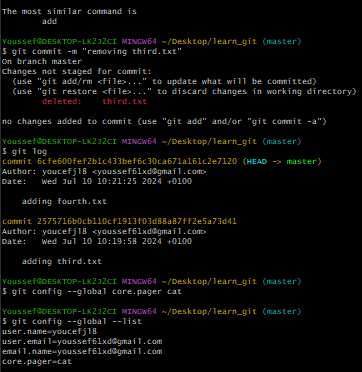 The most similar command is
        add

Youssef@DESKTOP-LK2J2CI MINGW64 ~/Desktop/learn_git (master)
$ git commit -m "removing third.txt"
On branch master
Changes not staged for commit:
  (use "git add/rm <file>..." to update what will be committed)
  (use "git restore <file>..." to discard changes in working directory)
        deleted:    third.txt

no changes added to commit (use "git add" and/or "git commit -a")

Youssef@DESKTOP-LK2J2CI MINGW64 ~/Desktop/learn_git (master)
$ git log
commit 6cfe600fef2b1c433bef6c30ca671a161c2e7120 (HEAD -> master)
Author: youcefjl8 <youssef61xd@gmail.com>
Date:   Wed Jul 10 10:21:25 2024 +0100

    adding fourth.txt

commit 2575716b0cb110cf1913f03d88a87ff2e5a73d41
Author: youcefjl8 <youssef61xd@gmail.com>
Date:   Wed Jul 10 10:19:58 2024 +0100

    adding third.txt

Youssef@DESKTOP-LK2J2CI MINGW64 ~/Desktop/learn_git (master)
$ git config --global core.pager cat

Youssef@DESKTOP-LK2J2CI MINGW64 ~/Desktop/learn_git (master)
$ git config --global --list
user.name=youcefjl8
user.email=youssef61xd@gmail.com
email.name=youssef61xd@gmail.com
core.pager=cat